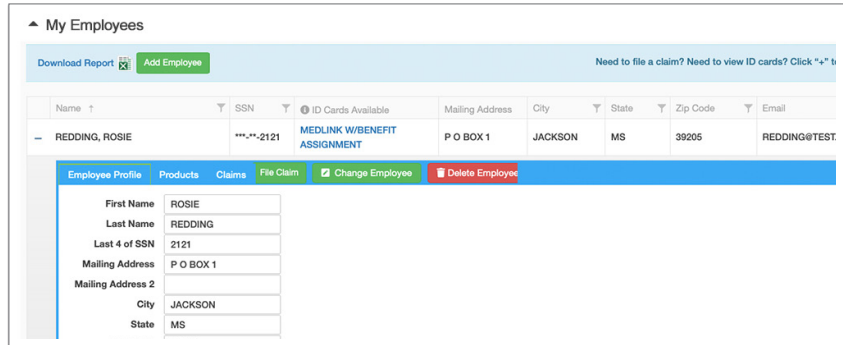 My Employees
Download Report Add Employee Need to file a claim? Need to view ID cards? Click "+" to
Name ↑ SSN ID Cards Available Mailing Address City State Zip Code Email
– REDDING, ROSIE ***-**-2121 MEDLINK W/BENEFIT ASSIGNMENT P O BOX 1 JACKSON MS 39205 REDDING@TEST.
Employee Profile Products Claims File Claim Change Employee Delete Employee
First Name ROSIE
Last Name REDDING
Last 4 of SSN 2121
Mailing Address P O BOX 1
Mailing Address 2
City JACKSON
State MS